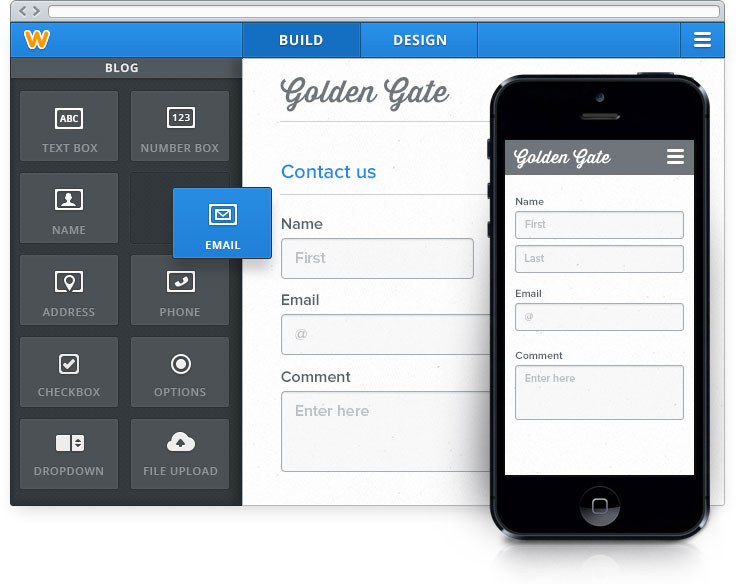 W
BUILD
DESIGN
BLOG
ABC
TEXT BOX
123
NUMBER BOX
NAME
EMAIL
ADDRESS
PHONE
CHECKBOX
OPTIONS
DROPDOWN
FILE UPLOAD
Golden Gate
Contact us
Name
First
Email
@
Comment
Enter here
Golden Gate
Name
First
Last
Email
@
Comment
Enter here